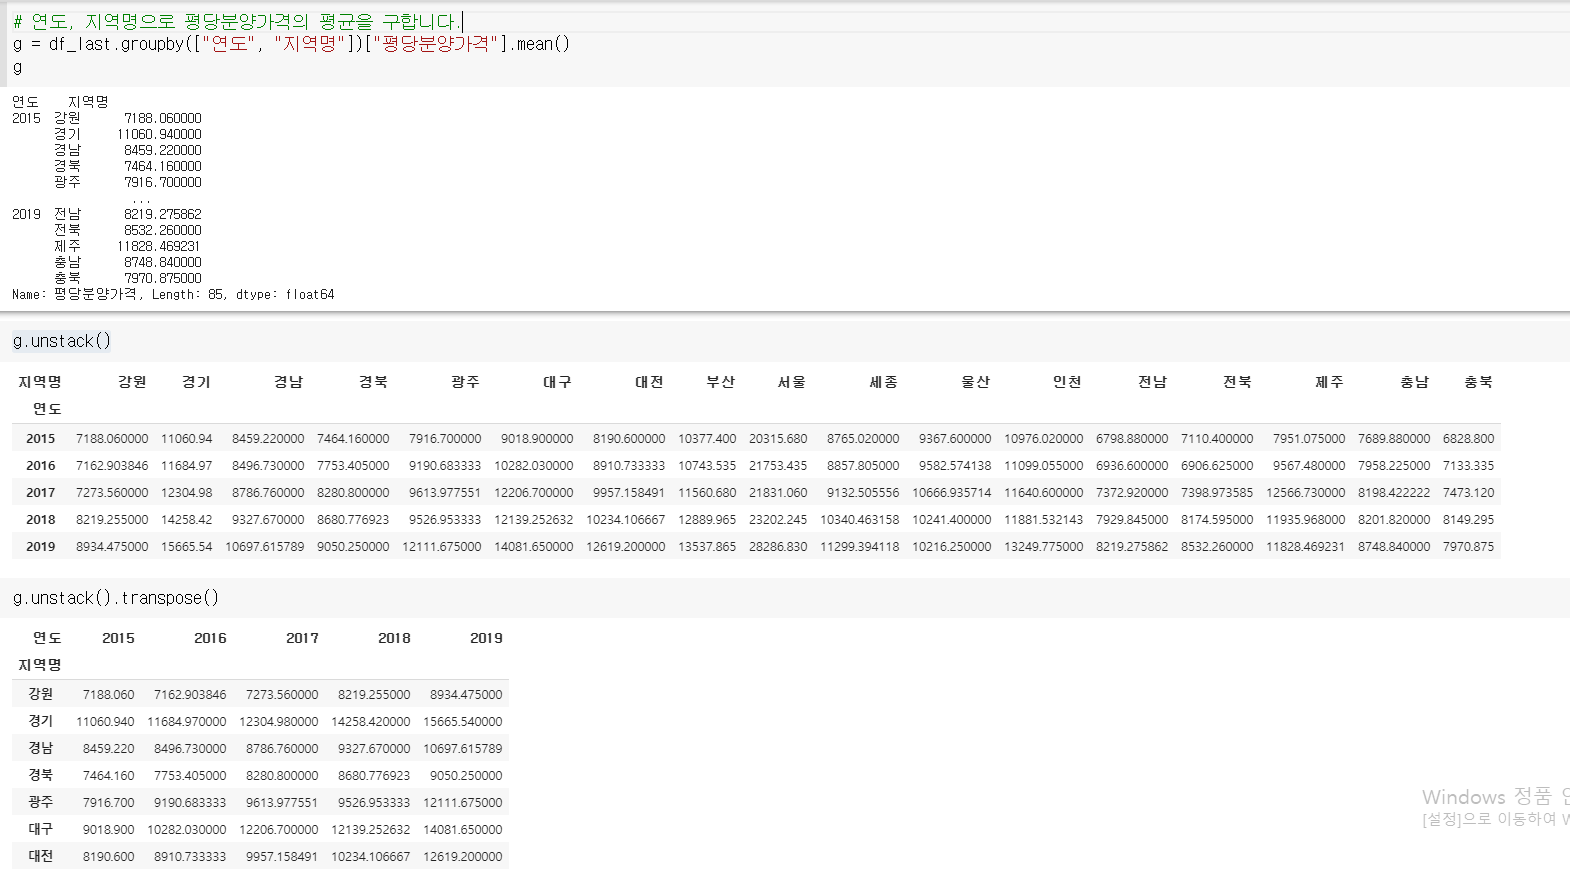 # 연도, 지역명으로 평당분양가격의 평균을 구합니다.
g = df_last.groupby(["연도", "지역명"])["평당분양가격"].mean()
g
연도 지역명
2015 강원 7188.060000
경기 11060.940000
경남 8459.220000
경북 7464.160000
광주 7916.700000
...
2019 전남 8219.275862
전북 8532.260000
제주 11828.469231
충남 8748.840000
충북 7970.875000
Name: 평당분양가격, Length: 85, dtype: float64
g.unstack()
지역명 강원 경기 경남 경북 광주 대구 대전 부산 서울 세종 울산 인천 전남 전북 제주 충남 충북
연도
2015 7188.060000 11060.94 8459.220000 7464.160000 7916.700000 9018.900000 8190.600000 10377.400 20315.680 8765.020000 9367.600000 10976.020000 6798.880000 7110.400000 7951.075000 7689.880000 6828.800
2016 7162.903846 11684.97 8496.730000 7753.405000 9190.683333 10282.030000 8910.733333 10743.535 21753.435 8857.805000 9582.574138 11099.055000 6936.600000 6906.625000 9567.480000 7958.225000 7133.335
2017 7273.560000 12304.98 8786.760000 8280.800000 9613.977551 12206.700000 9957.158491 11560.680 21831.060 9132.505556 10666.935714 11640.600000 7372.920000 7398.973585 12566.730000 8198.422222 7473.120
2018 8219.255000 14258.42 9327.670000 8680.776923 9526.953333 12139.252632 10234.106667 12889.965 23202.245 10340.463158 10241.400000 11881.532143 7929.845000 8174.595000 11935.968000 8201.820000 8149.295
2019 8934.475000 15665.54 10697.615789 9050.250000 12111.675000 14081.650000 12619.200000 13537.865 28286.830 11299.394118 10216.250000 13249.775000 8219.275862 8532.260000 11828.469231 8748.840000 7970.875
g.unstack().transpose()
연도 2015 2016 2017 2018 2019
지역명
강원 7188.060 7162.903846 7273.560000 8219.255000 8934.475000
경기 11060.940 11684.970000 12304.980000 14258.420000 15665.540000
경남 8459.220 8496.730000 8786.760000 9327.670000 10697.615789
경북 7464.160 7753.405000 8280.800000 8680.776923 9050.250000
광주 7916.700 9190.683333 9613.977551 9526.953333 12111.675000
대구 9018.900 10282.030000 12206.700000 12139.252632 14081.650000
대전 8190.600 8910.733333 9957.158491 10234.106667 12619.200000
Windows 정품
[설정]으로 이동하여